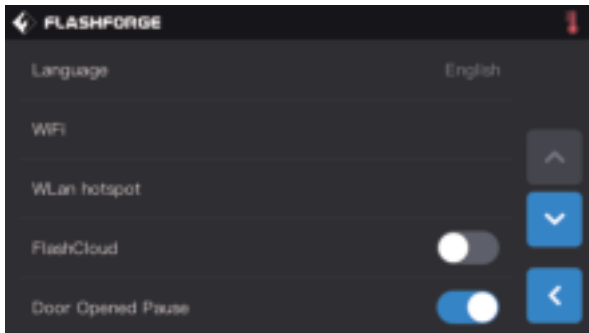 FLASHFORGE
Language English
WiFi
WLan hotspot
FlashCloud
Door Opened Pause